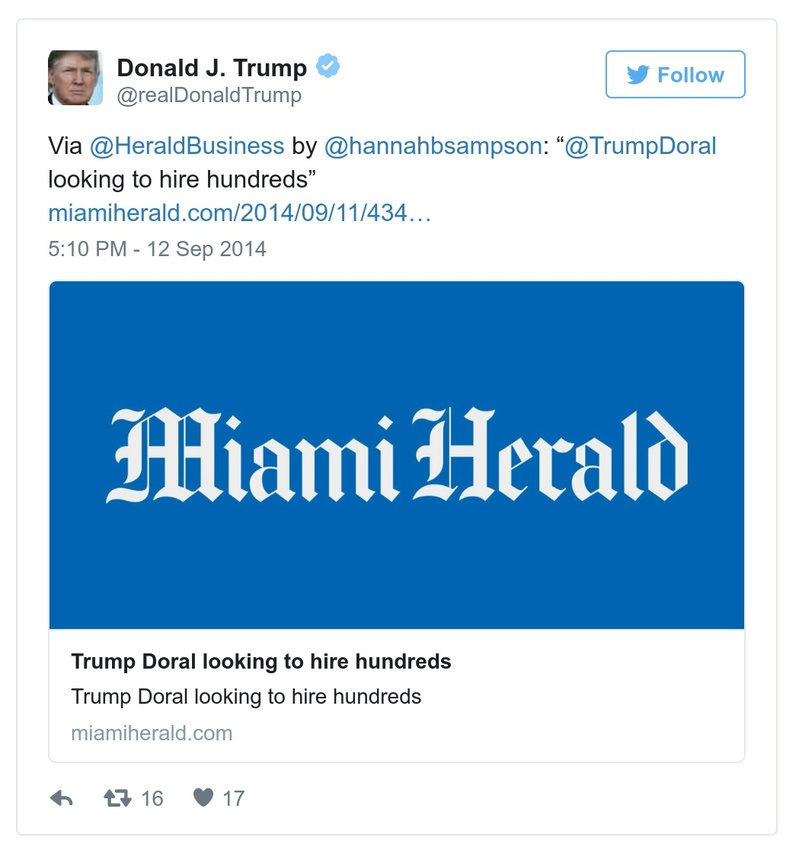 Donald J. Trump
@realDonaldTrump
Follow
Via @HeraldBusiness by @hannahbsampson: “@TrumpDoral
looking to hire hundreds”
miamiherald.com/2014/09/11/434…
5:10 PM - 12 Sep 2014
Miami Herald
Trump Doral looking to hire hundreds
Trump Doral looking to hire hundreds
miamiherald.com
16 17